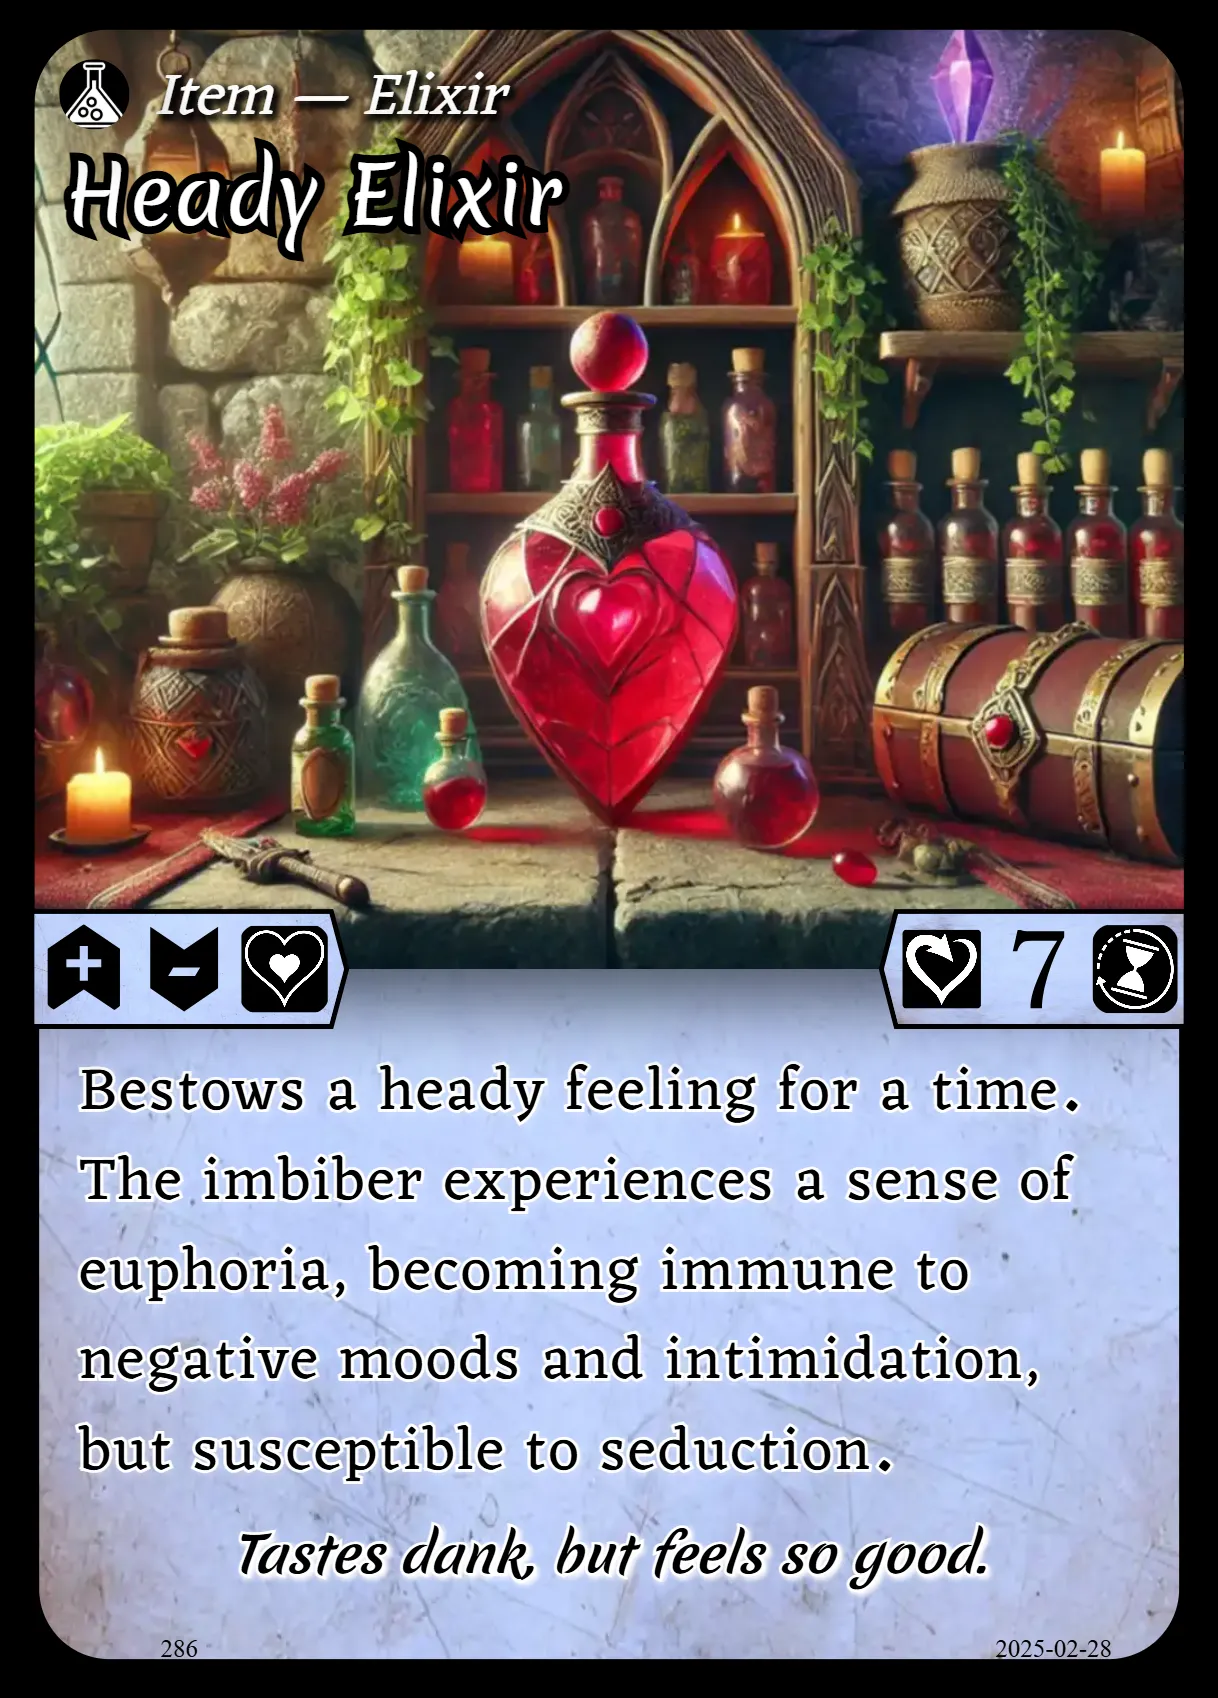 Item — Elixir
Heady Elixir
+ - 7
Bestows a heady feeling for a time.
The imbiber experiences a sense of
euphoria, becoming immune to
negative moods and intimidation,
but susceptible to seduction.
Tastes dank, but feels so good.
286 2025-02-28